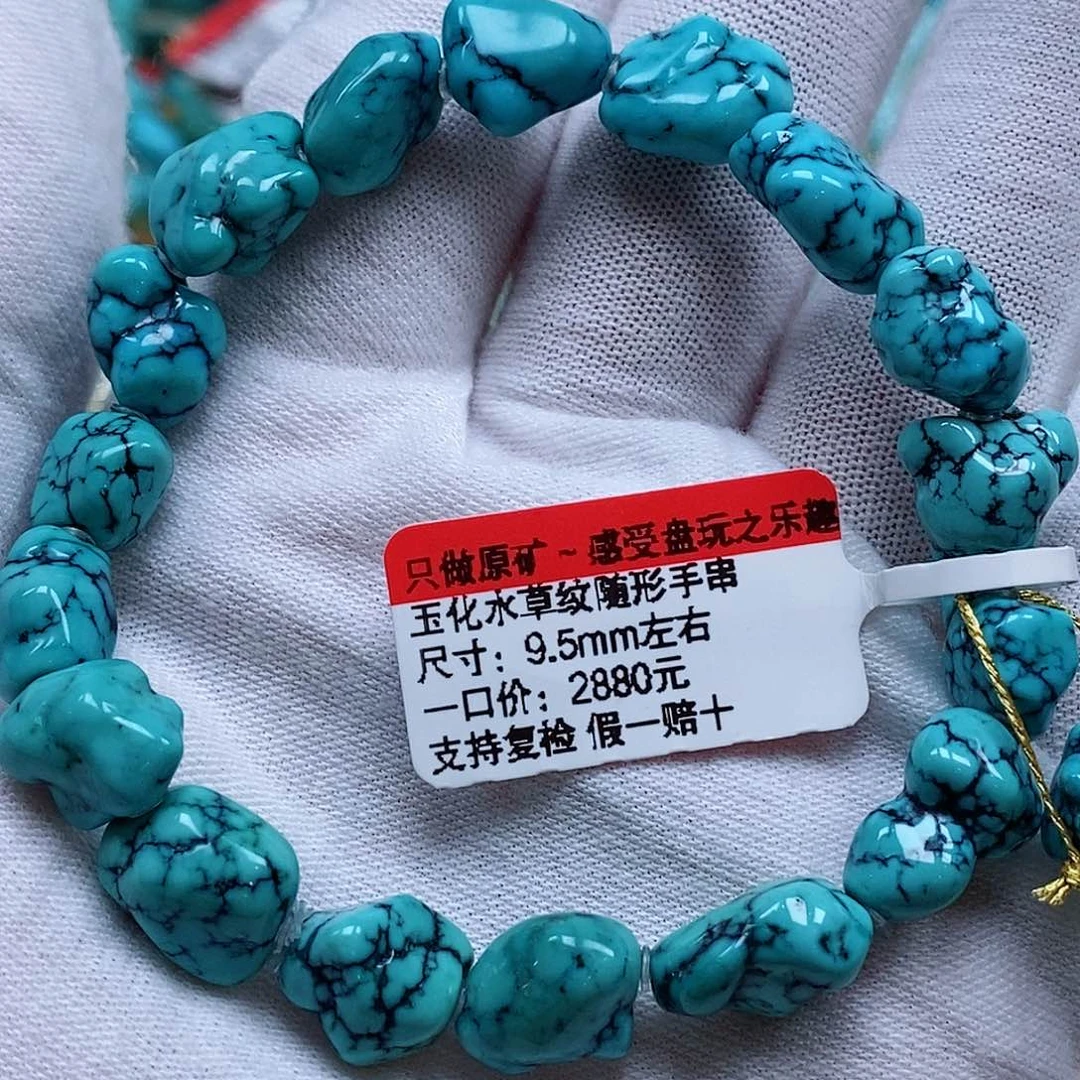 只做原矿~感受盘玩之乐趣
玉化水草纹随形手串
尺寸：9.5mm左右
一口价：2880元
支持复检 假一赔十